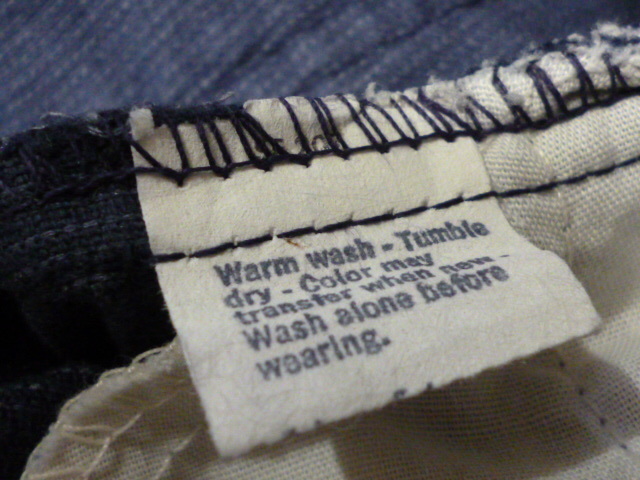 Warm wash - Tumble
dry - Color may
transfer when new -
Wash alone before
wearing.